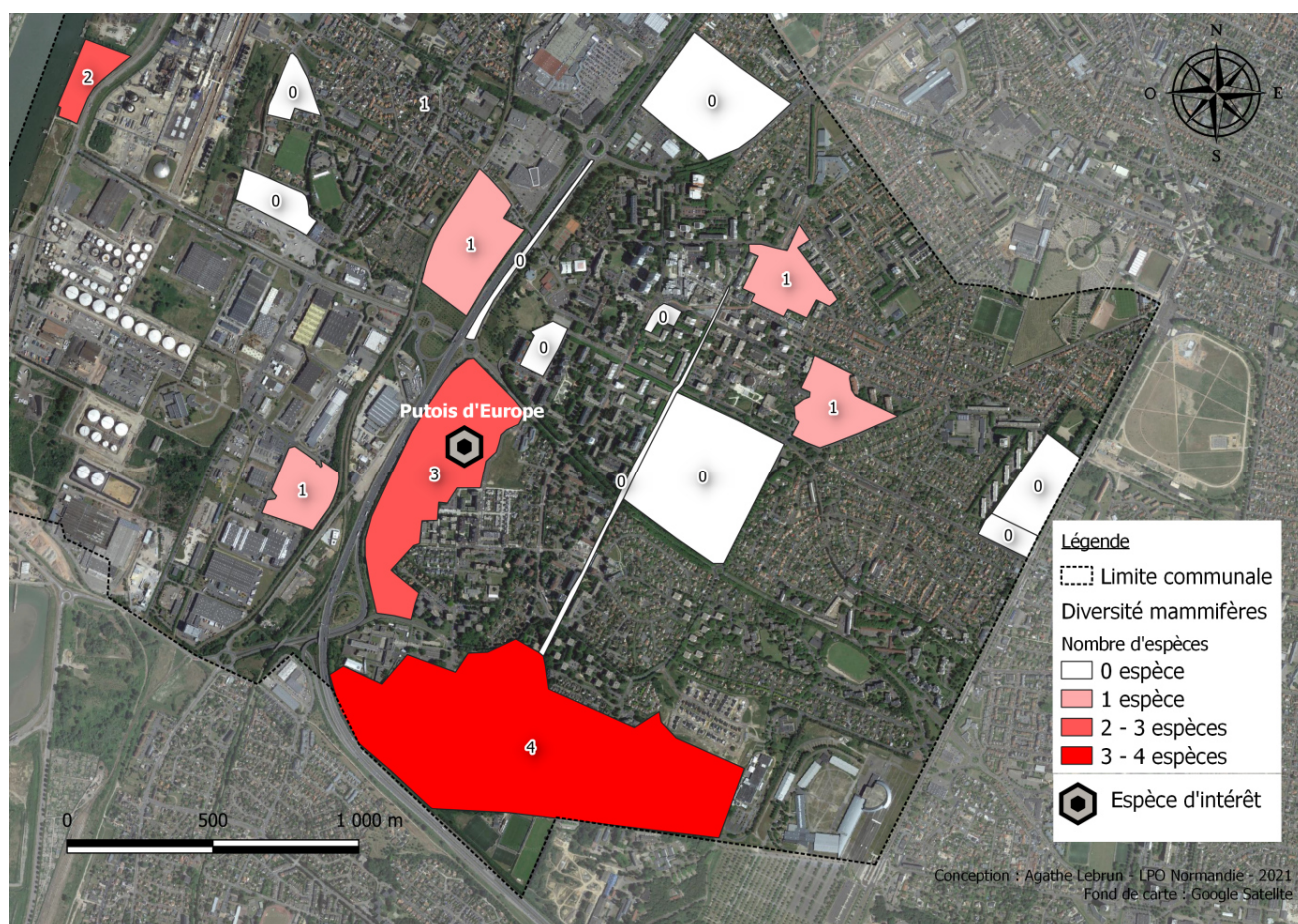 N
O
E
S
2
0
1
0
0
1
0
1
0
0
Putois d'Europe
1
3
1
0
0
0
0
4
0
500
1 000 m
Légende
Limite communale
Diversité mammifères
Nombre d'espèces
0 espèce
1 espèce
2 - 3 espèces
3 - 4 espèces
Espèce d'intérêt
Conception : Agathe Lebrun - LPO Normandie - 2021
Fond de carte : Google Satellte